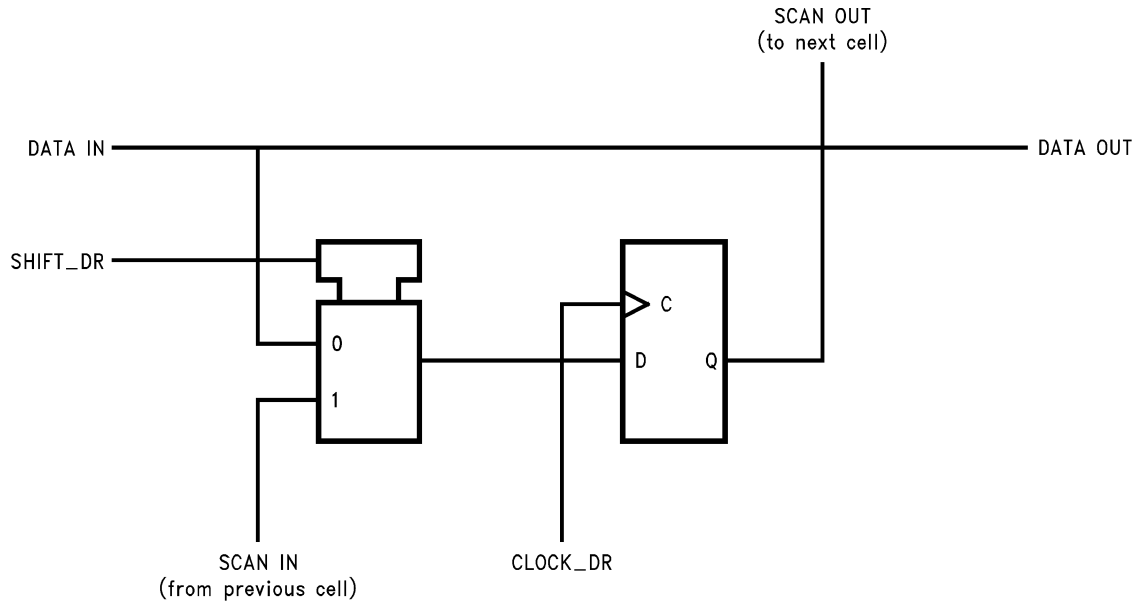 SCAN OUT
(to next cell)
DATA IN
DATA OUT
SHIFT_DR
C
0
D
Q
1
SCAN IN
(from previous cell)
CLOCK_DR